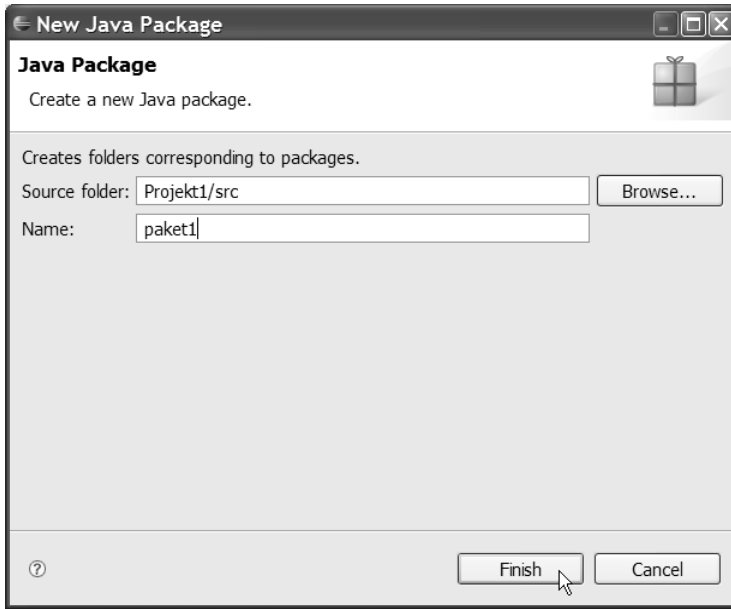 New Java Package
Java Package
Create a new Java package.
Creates folders corresponding to packages.
Source folder: Projekt1/src Browse...
Name: paket1
Finish Cancel